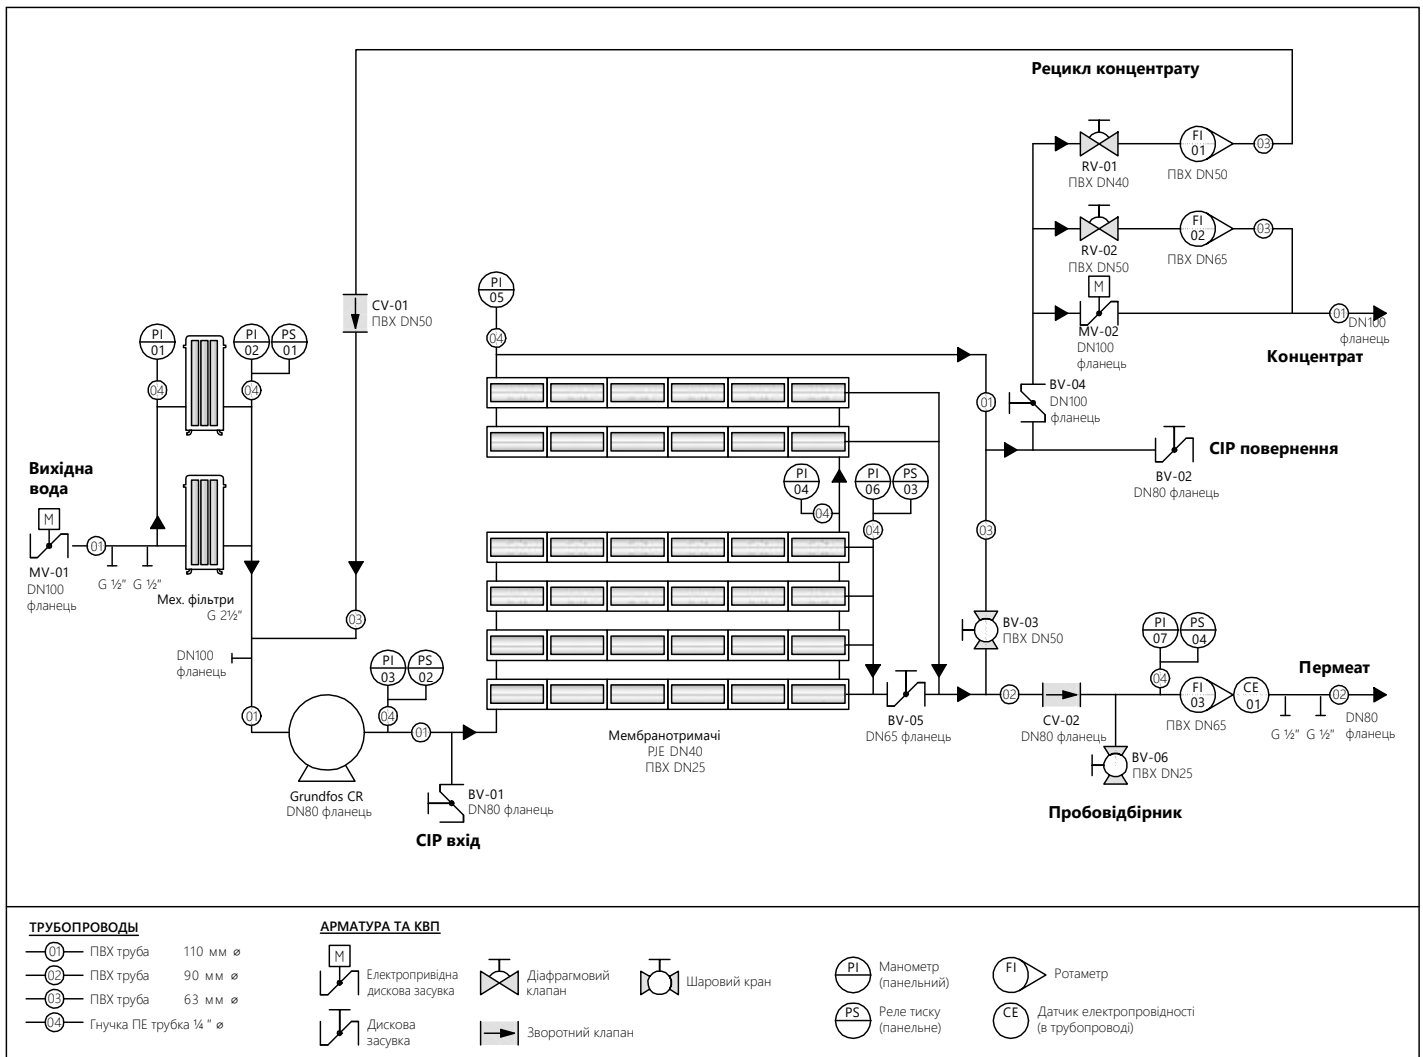 Рецикл концентрату
FI
01
03
RV-01
ПВХ DN40
ПВХ DN50
FI
02
03
RV-02
ПВХ DN50
ПВХ DN65
M
MV-02
DN100
фланець
01
DN100
фланець
Концентрат
PI
05
04
CV-01
ПВХ DN50
PI
01
04
PI
02
PS
01
04
BV-04
DN100
фланець
01
СІР повернення
BV-02
DN80 фланець
Вихідна
вода
M
01
MV-01
DN100
фланець
G ½"
G ½"
Мех. фільтри
G 2½"
PI
04
04
PI
06
PS
03
04
03
03
DN100
фланець
01
PI
03
PS
02
04
01
Grundfos CR
DN80 фланець
BV-01
DN80 фланець
СІР вхід
Мембранотримачі
PJE DN40
ПВХ DN25
BV-05
DN65 фланець
BV-03
ПВХ DN50
02
CV-02
DN80 фланець
PI
07
PS
04
04
FI
03
CE
01
ПВХ DN65
Пермеат
G ½"
G ½"
02
DN80
фланець
BV-06
ПВХ DN25
Пробовідбірник
ТРУБОПРОВОДЫ
01 ПВХ труба 110 мм ø
02 ПВХ труба 90 мм ø
03 ПВХ труба 63 мм ø
04 Гнучка ПЕ трубка ¼ " ø
АРМАТУРА ТА КВП
M
Електропривідна
дискова засувка
Дискова
засувка
Діафрагмовий
клапан
Зворотний клапан
Шаровий кран
PI
Манометр
(панельний)
PS
Реле тиску
(панельне)
FI
Ротаметр
CE
Датчик електропровідності
(в трубопроводі)